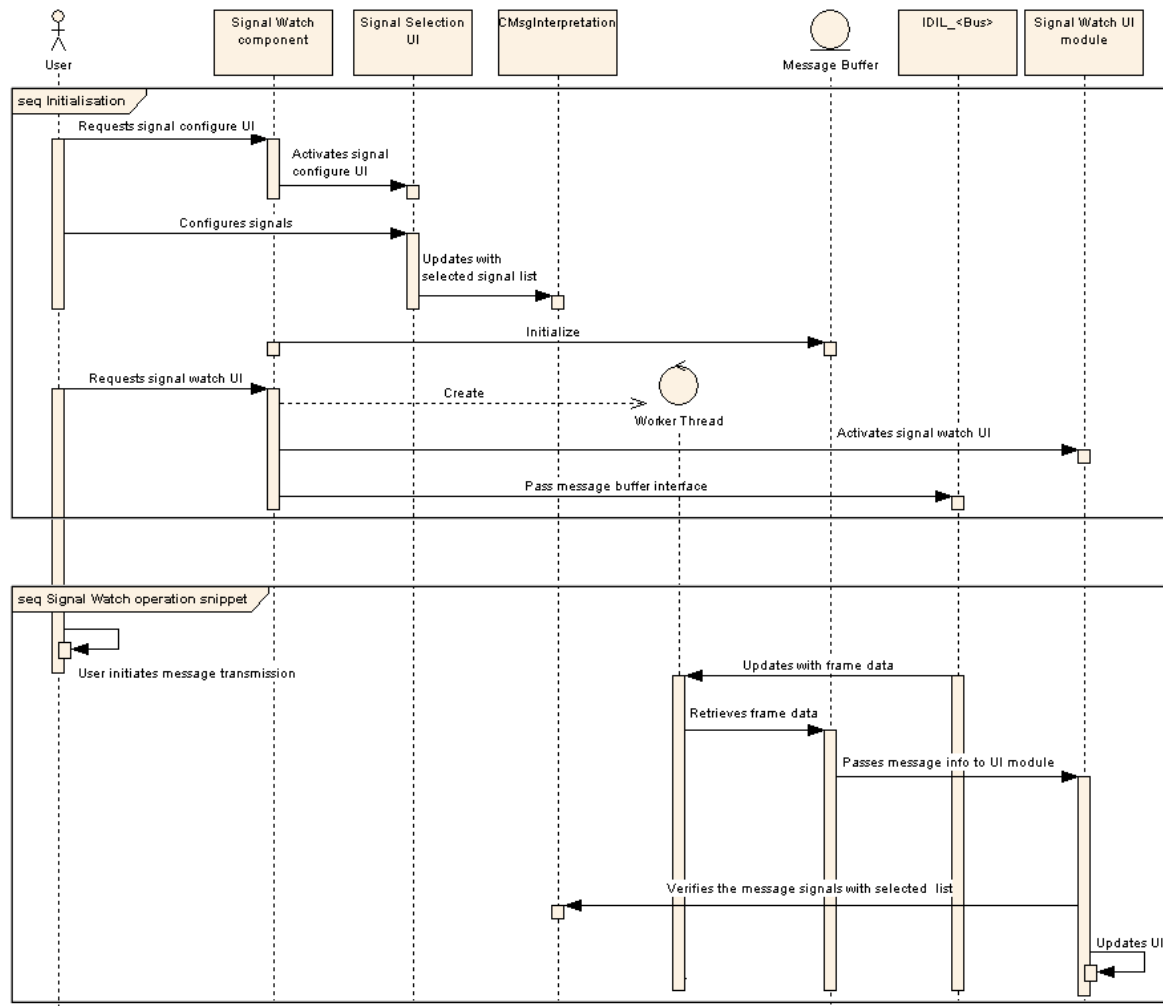 Signal Watch
component
Signal Selection
UI
CMsgInterpretation
IDIL_<Bus>
Signal Watch UI
module
User
Message Buffer
seq Initialisation
Requests signal configure UI
Activates signal
configure UI
Configures signals
Updates with
selected signal list
Initialize
Requests signal watch UI
Create
Worker Thread
Activates signal watch UI
Pass message buffer interface
seq Signal Watch operation snippet
User initiates message transmission
Updates with frame data
Retrieves frame data
Passes message info to UI module
Verifies the message signals with selected list
Updates UI